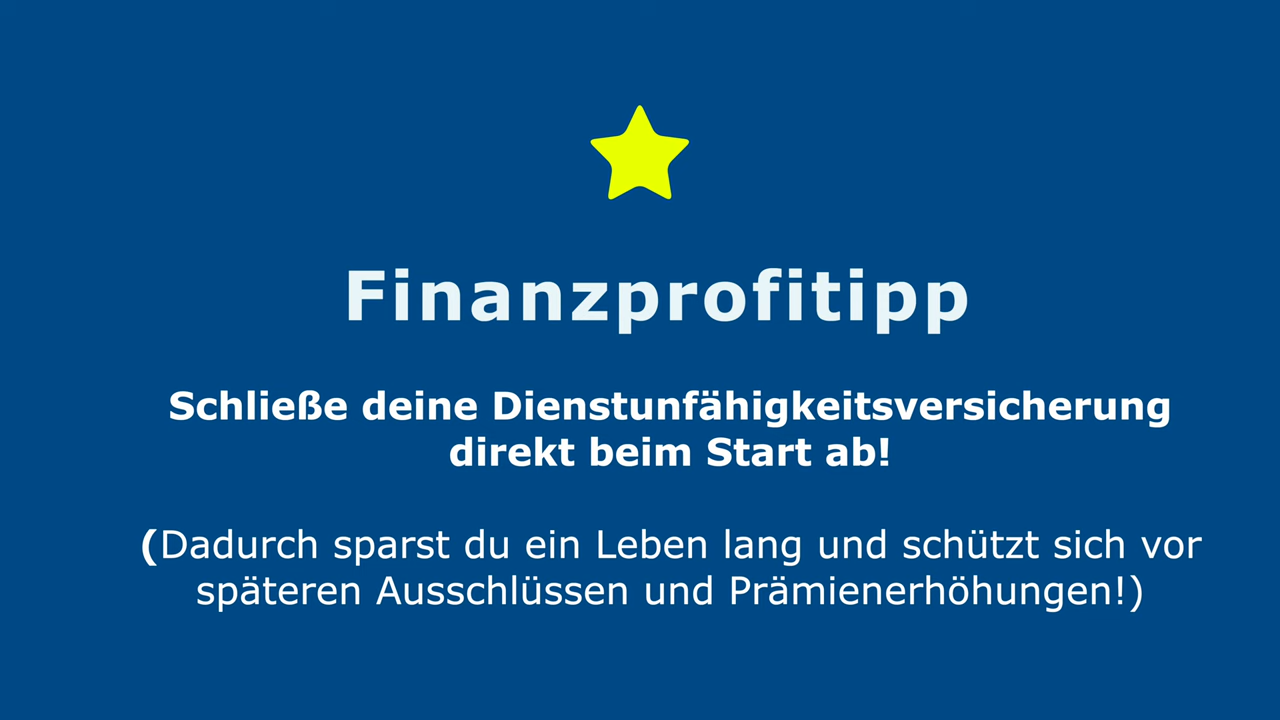 Finanzprofitipp
Schließe deine Dienstunfähigkeitsversicherung
direkt beim Start ab!
(Dadurch sparst du ein Leben lang und schützt sich vor
späteren Ausschlüssen und Prämienerhöhungen!)